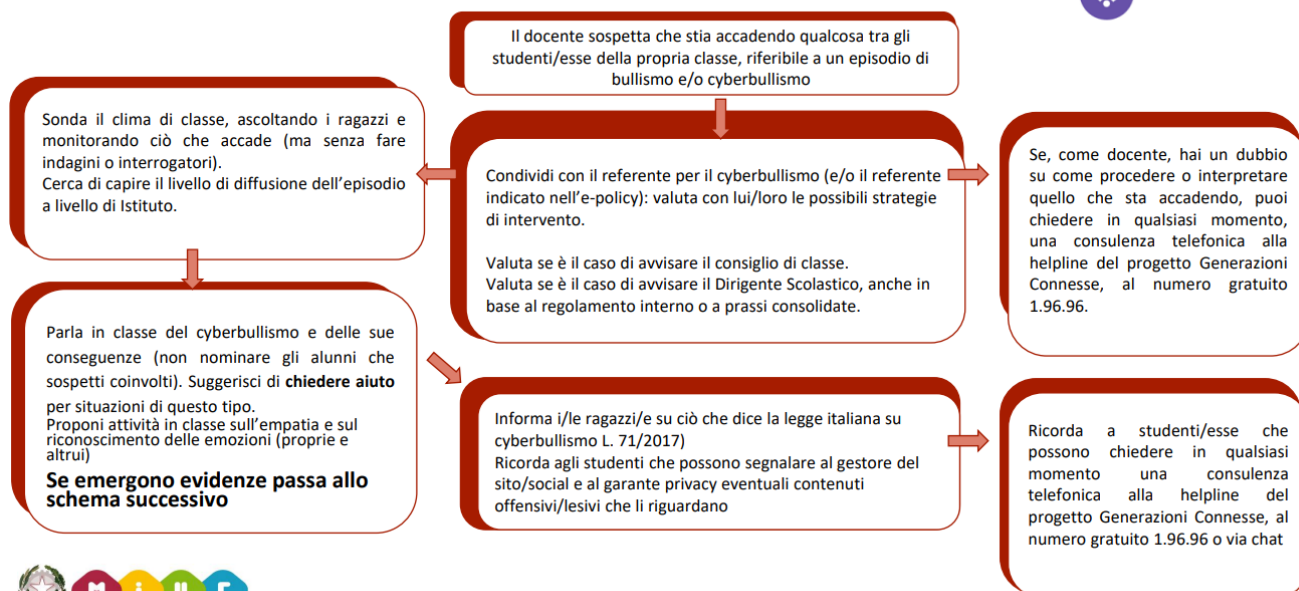 Il docente sospetta che stia accadendo qualcosa tra gli
studenti/esse della propria classe, riferibile a un episodio di
bullismo e/o cyberbullismo
Condividi con il referente per il cyberbullismo (e/o il referente
indicato nell'e-policy): valuta con lui/loro le possibili strategie
di intervento.
Valuta se è il caso di avvisare il consiglio di classe.
Valuta se è il caso di avvisare il Dirigente Scolastico, anche in
base al regolamento interno o a prassi consolidate.
Se, come docente, hai un dubbio
su come procedere o interpretare
quello che sta accadendo, puoi
chiedere in qualsiasi momento,
una consulenza telefonica alla
helpline del progetto Generazioni
Connesse, al numero gratuito
1.96.96.
Sonda il clima di classe, ascoltando i ragazzi e
monitorando ciò che accade (ma senza fare
indagini o interrogatori).
Cerca di capire il livello di diffusione dell'episodio
a livello di Istituto.
Parla in classe del cyberbullismo e delle sue
conseguenze (non nominare gli alunni che
sospetti coinvolti). Suggerisci di chiedere aiuto
per situazioni di questo tipo.
Proponi attività in classe sull'empatia e sul
riconoscimento delle emozioni (proprie e
altrui)
Se emergono evidenze passa allo
schema successivo
Informa i/le ragazzi/e su ciò che dice la legge italiana su
cyberbullismo L. 71/2017)
Ricorda agli studenti che possono segnalare al gestore del
sito/social e al garante privacy eventuali contenuti
offensivi/lesivi che li riguardano
Ricorda a studenti/esse che
possono chiedere in qualsiasi
momento una consulenza
telefonica alla helpline del
progetto Generazioni Connesse, al
numero gratuito 1.96.96 o via chat